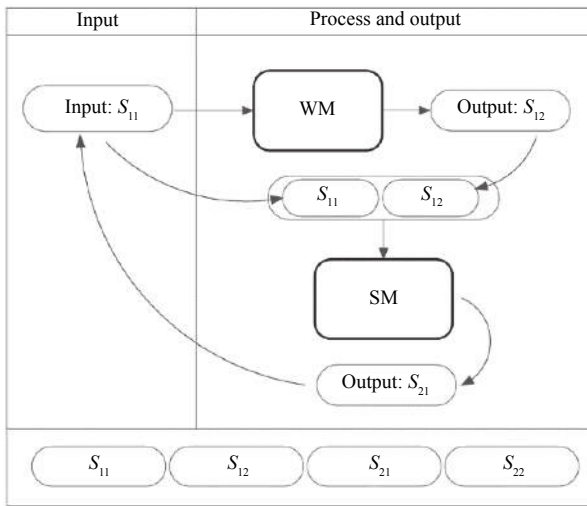 Input Process and output
Input: S₁₁ WM Output: S₁₂
S₁₁ S₁₂
SM
Output: S₂₁
S₁₁ S₁₂ S₂₁ S₂₂